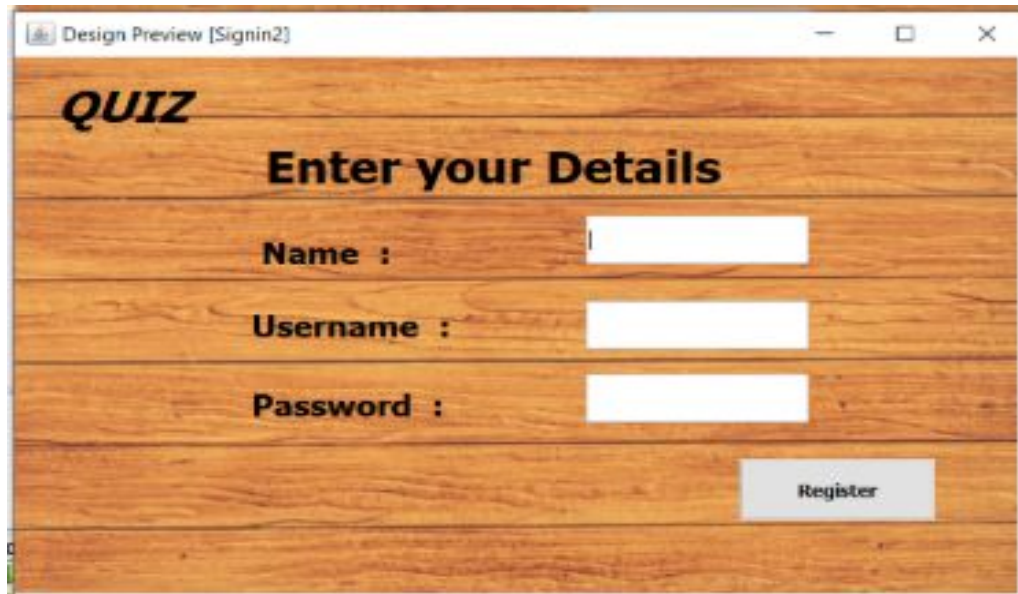 Design Preview [Signin2]
QUIZ
Enter your Details
Name :
Username :
Password :
Register